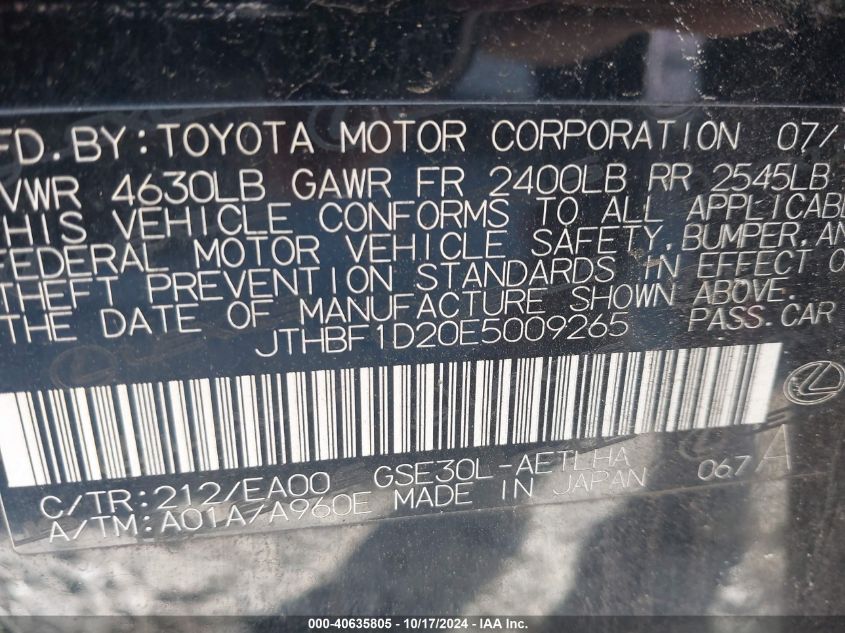 FD. BY: TOYOTA MOTOR CORPORATION 07/
VWR 4630LB GAWR FR 2400LB RR 2545LB
HIS VEHICLE CONFORMS TO ALL APPLICABL
FEDERAL MOTOR VEHICLE SAFETY, BUMPER, AN
THEFT PREVENTION STANDARDS IN EFFECT O
THE DATE OF MANUFACTURE SHOWN ABOVE.
JTHBF1D20E5009265 PASS. CAR
C/TR: 212/EA00 GSE30L-AETLHA 067A
A/TM: A01A/A960E MADE IN JAPAN
000-40635805 - 10/17/2024 - IAA Inc.